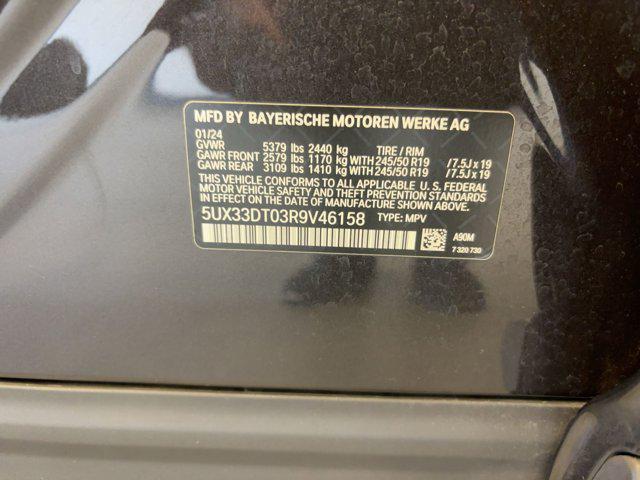 MFD BY BAYERISCHE MOTOREN WERKE AG
01/24
GVWR 5379 lbs 2440 kg TIRE / RIM
GAWR FRONT 2579 lbs 1170 kg WITH 245/50 R19 /7.5J x 19
GAWR REAR 3109 lbs 1410 kg WITH 245/50 R19 /7.5J x 19
THIS VEHICLE CONFORMS TO ALL APPLICABLE U. S. FEDERAL
MOTOR VEHICLE SAFETY AND THEFT PREVENTION STANDARDS
IN EFFECT ON THE DATE OF MANUFACTURE SHOWN ABOVE.
5UX33DT03R9V46158 TYPE: MPV
A90M
7 320 730